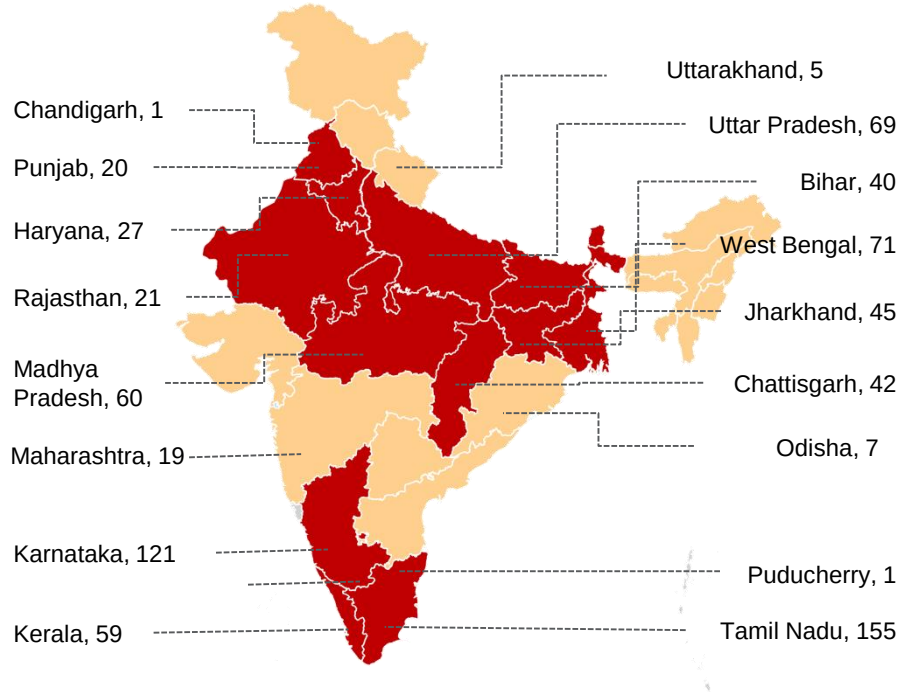 Uttarakhand, 5
Chandigarh, 1
Uttar Pradesh, 69
Punjab, 20
Bihar, 40
Haryana, 27
West Bengal, 71
Rajasthan, 21
Jharkhand, 45
Madhya
Pradesh, 60
Chattisgarh, 42
Maharashtra, 19
Odisha, 7
Karnataka, 121
Puducherry, 1
Kerala, 59
Tamil Nadu, 155